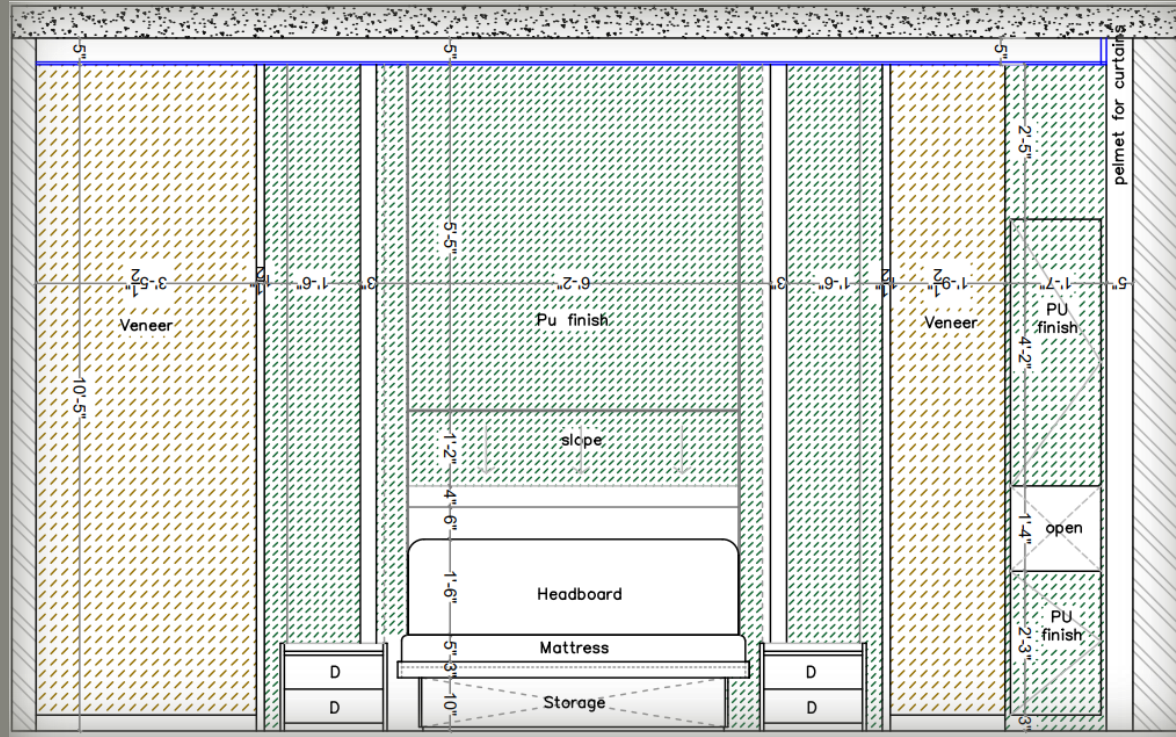 5"
5"
5"
pelmet for curtains
2'-5"
5'-5"
3'-5½"
½"
1'-6"
3"
6'-2"
3"
1'-6"
½"
1'-9½"
1'-7"
5"
Veneer
Pu finish
Veneer
PU
finish
4'-2"
10'-5"
1'-2"
slope
4"
6"
1'-4"
open
1'-6"
Headboard
PU
finish
2'-3"
5"
Mattress
3"
D
D
D
D
10"
Storage
3"